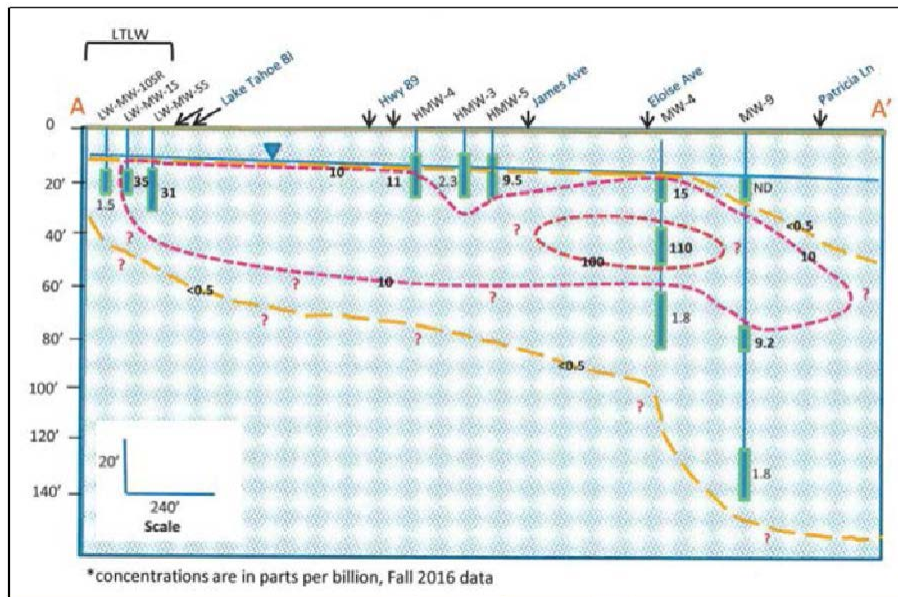 LTLW
LW-MW-10SR
LW-MW-1S
LW-MW-5S
Lake Tahoe Bl
Hwy 89
HMW-4
HMW-3
HMW-5
James Ave
Eloise Ave
MW-4
MW-9
Patricia Ln
A
A’
0
20’
40’
60’
80’
100’
120’
140’
1.5
35
31
10
11
2.3
9.5
15
ND
<0.5
10
?
?
100
110
?
?
?
10
?
?
<0.5
?
?
1.8
9.2
<0.5
?
1.8
?
20’
240’
Scale
*concentrations are in parts per billion, Fall 2016 data